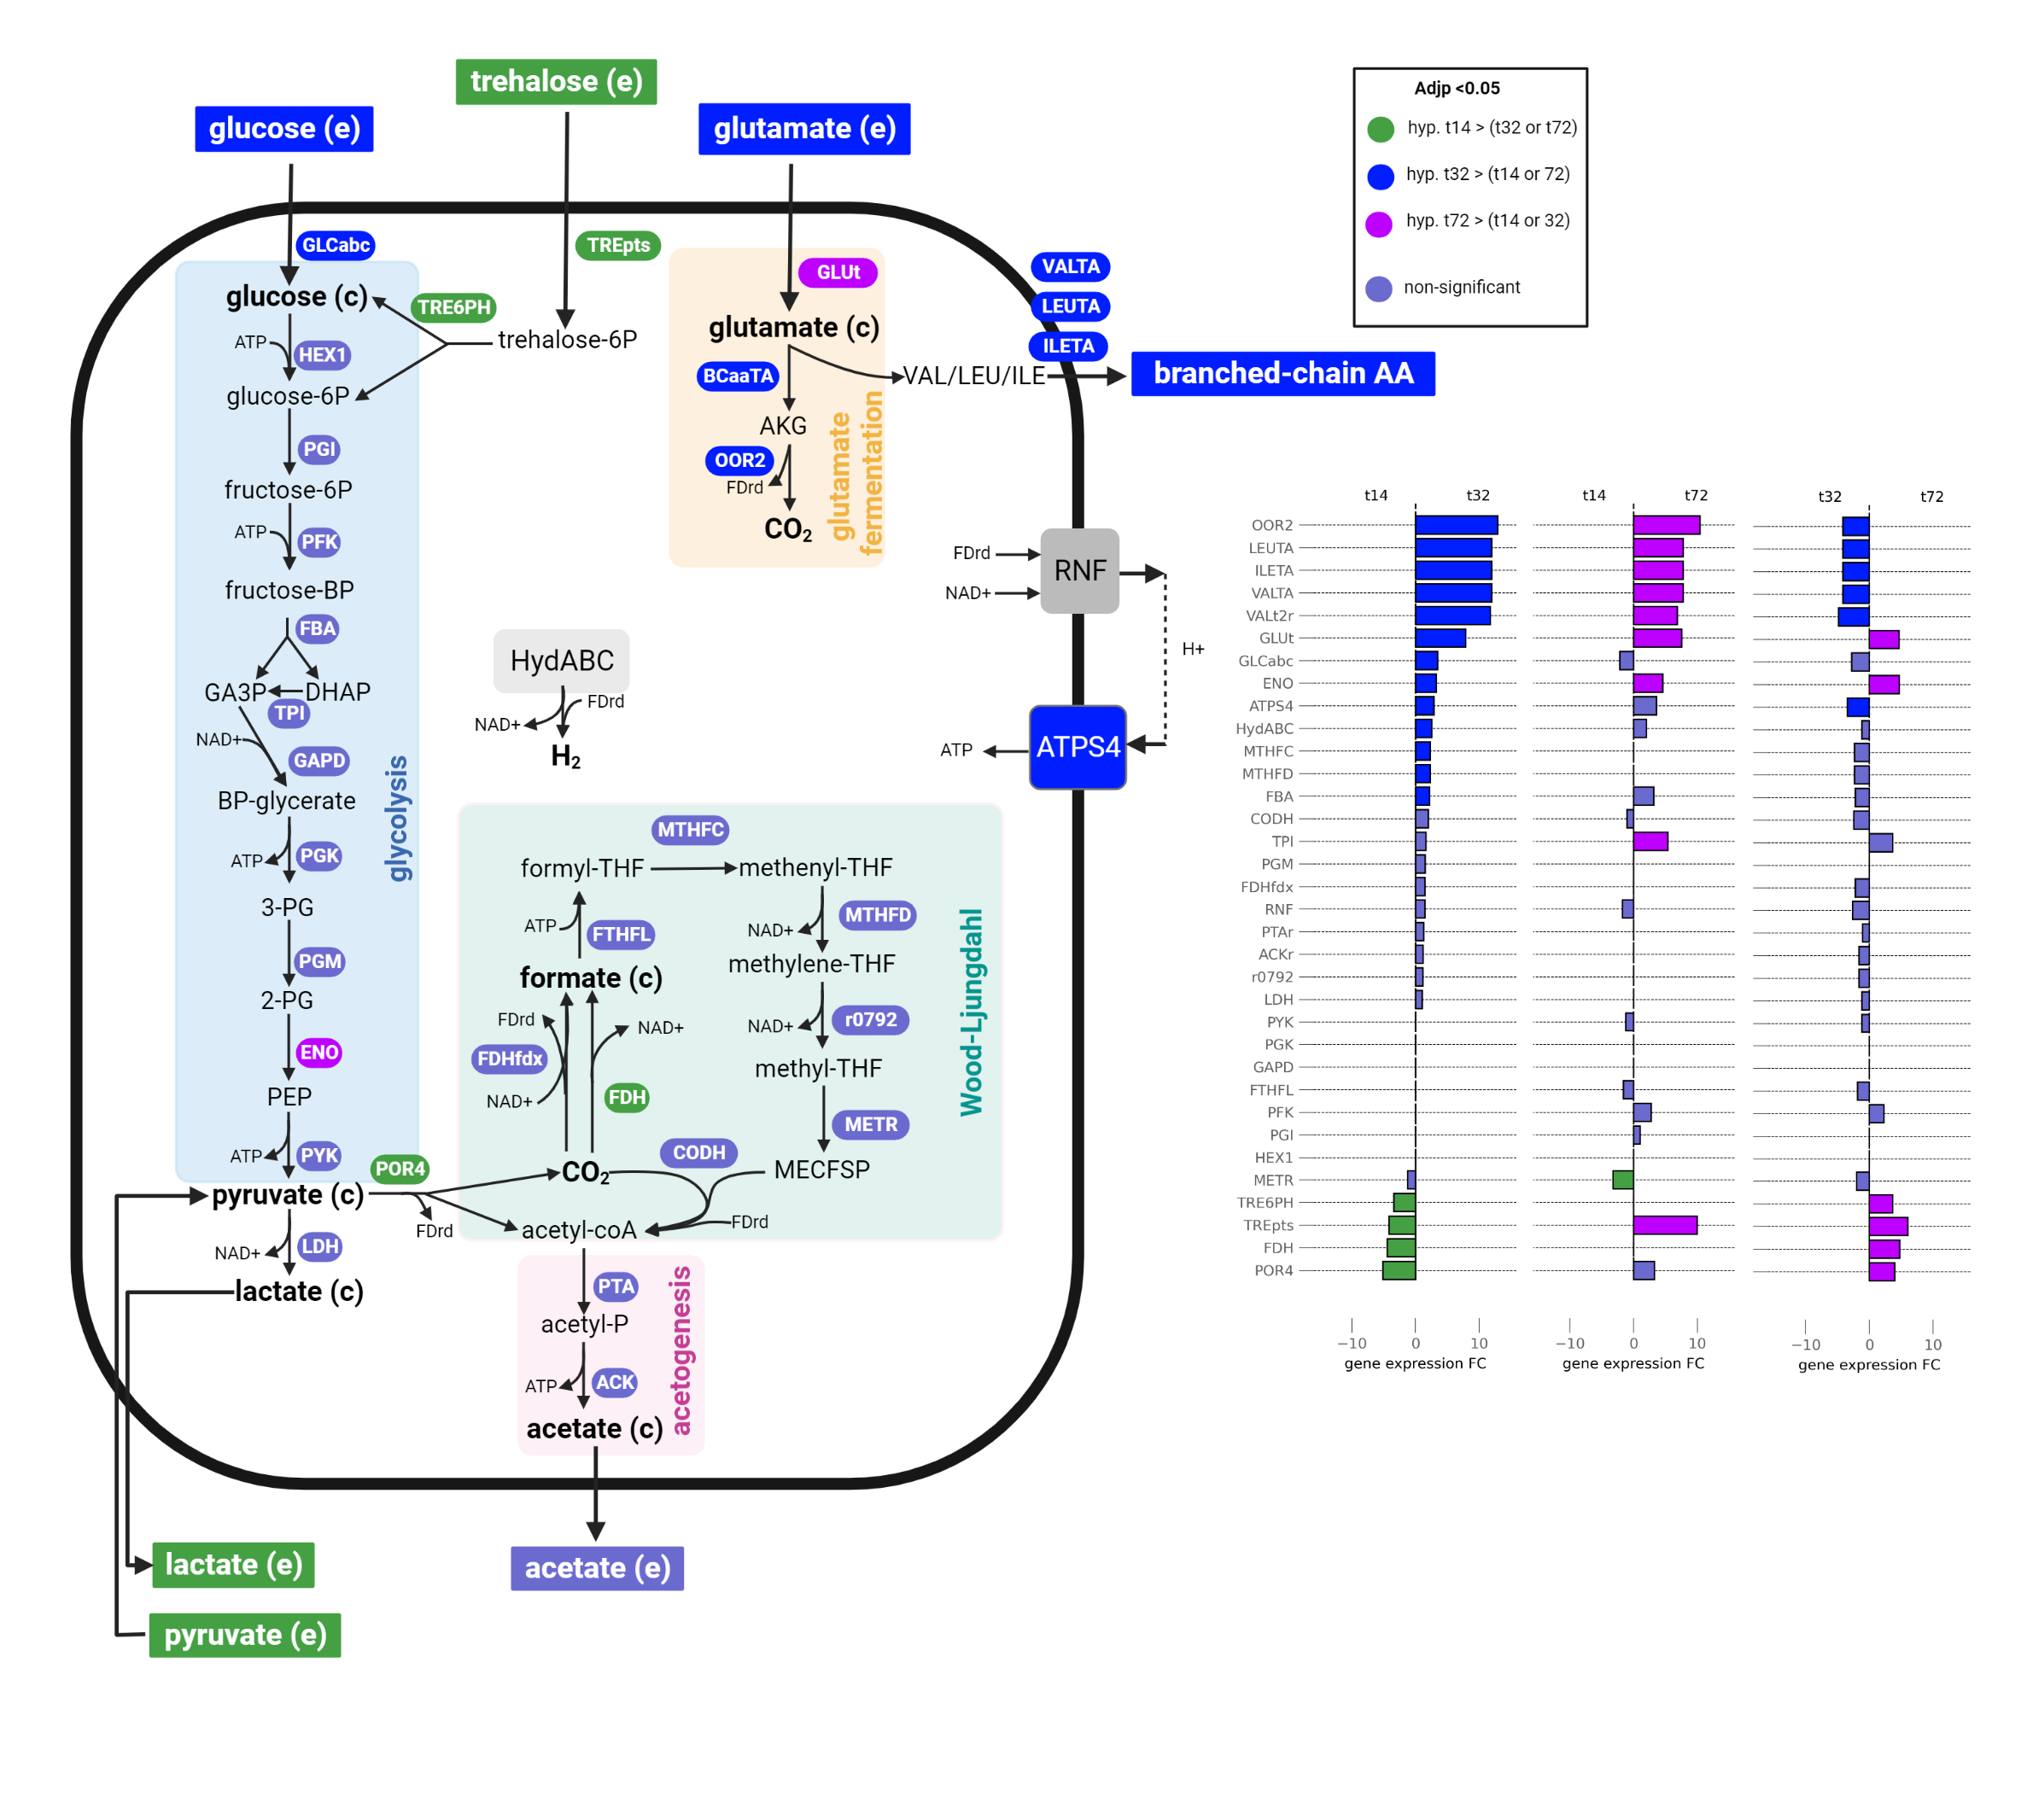 trehalose (e)
glucose (e)
glutamate (e)
Adjp <0.05
hyp. t14 > (t32 or t72)
hyp. t32 > (t14 or 72)
hyp. t72 > (t14 or 32)
non-significant
GLCabc
TREpts
GLUt
VALTA
LEUTA
ILETA
glucose (c)
TRE6PH
trehalose-6P
glutamate (c)
ATP
HEX1
BCaaTA
VAL/LEU/ILE
branched-chain AA
glucose-6P
AKG
PGI
OOR2
FDrd
fructose-6P
CO2
glutamate
fermentation
ATP
PFK
fructose-BP
FBA
GA3P
DHAP
TPI
NAD+
GAPD
BP-glycerate
ATP
PGK
3-PG
PGM
2-PG
ENO
PEP
ATP
PYK
glycolysis
pyruvate (c)
POR4
FDrd
NAD+
LDH
lactate (c)
HydABC
NAD+
FDrd
H2
FDrd
NAD+
RNF
H+
ATP
ATPS4
MTHFC
formyl-THF
methenyl-THF
ATP
FTHFL
NAD+
MTHFD
formate (c)
methylene-THF
FDrd
NAD+
NAD+
r0792
FDHfdx
methyl-THF
NAD+
FDH
METR
CODH
CO2
MECFSP
acetyl-coA
FDrd
Wood-Ljungdahl
PTA
acetyl-P
ATP
ACK
acetate (c)
acetogenesis
lactate (e)
acetate (e)
pyruvate (e)
t14 t32 t14 t72 t32 t72
OOR2
LEUTA
ILETA
VALTA
VALt2r
GLUt
GLCabc
ENO
ATPS4
HydABC
MTHFC
MTHFD
FBA
CODH
TPI
PGM
FDHfdx
RNF
PTAr
ACKr
r0792
LDH
PYK
PGK
GAPD
FTHFL
PFK
PGI
HEX1
METR
TRE6PH
TREpts
FDH
POR4
−10 0 10 −10 0 10 −10 0 10
gene expression FC gene expression FC gene expression FC